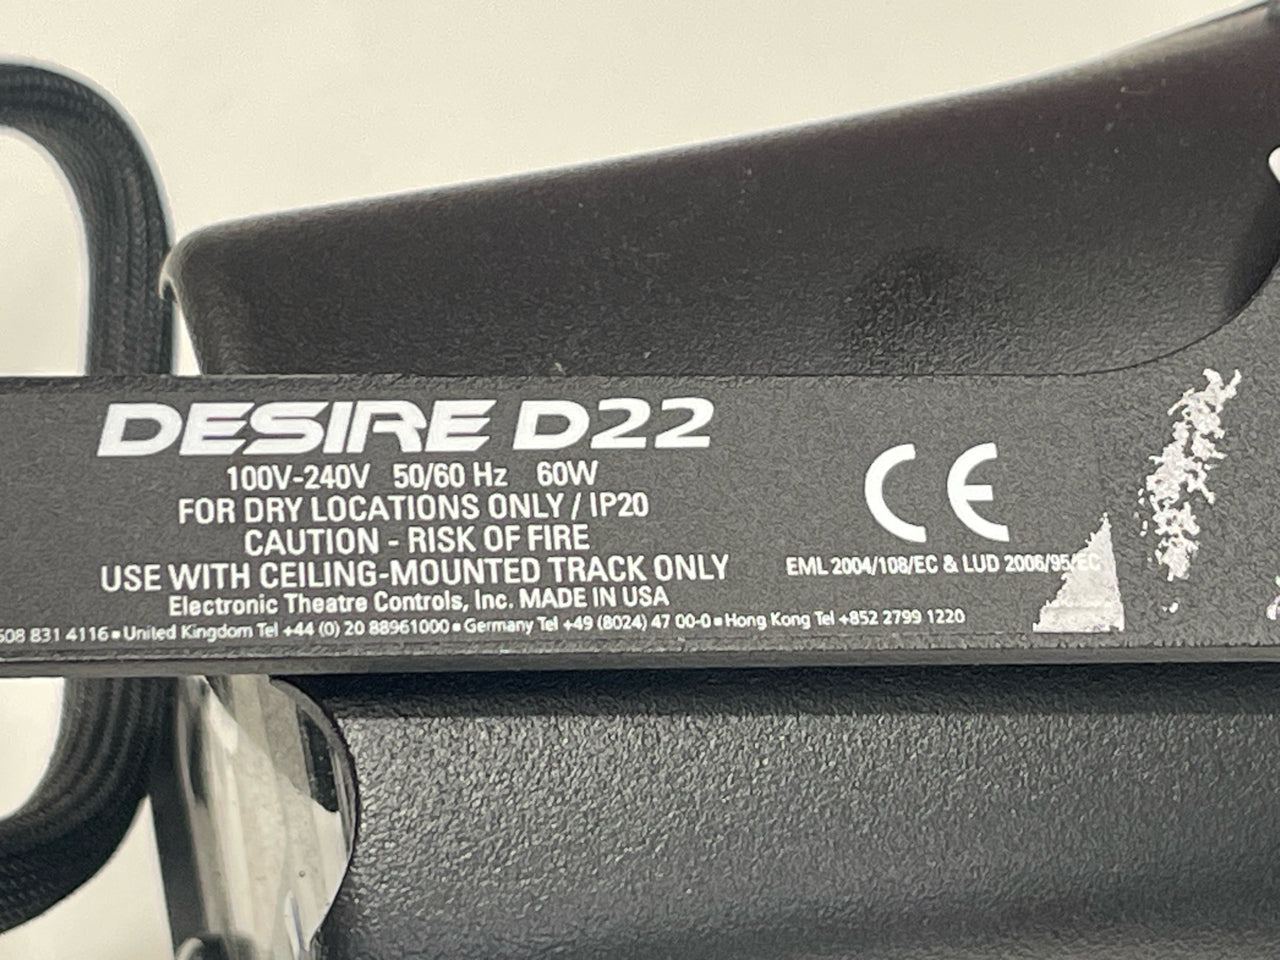 DESIRE D22
100V-240V 50/60 Hz 60W
FOR DRY LOCATIONS ONLY / IP20
CAUTION - RISK OF FIRE
USE WITH CEILING-MOUNTED TRACK ONLY
Electronic Theatre Controls, Inc. MADE IN USA
608 831 4116 ▪ United Kingdom Tel +44 (0) 20 88961000 ▪ Germany Tel +49 (8024) 47 00-0 ▪ Hong Kong Tel +852 2799 1220
CE
EML 2004/108/EC & LUD 2006/95/EC